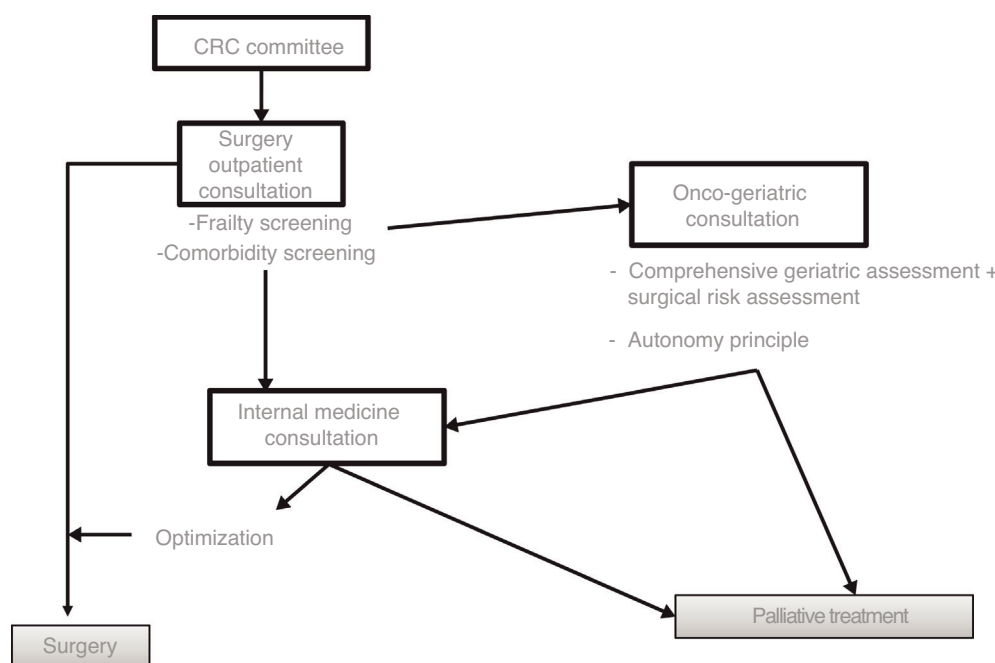 CRC committee
Surgery
outpatient
consultation
-Frailty screening
-Comorbidity screening
Onco-geriatric
consultation
- Comprehensive geriatric assessment +
surgical risk assessment
- Autonomy principle
Internal medicine
consultation
Optimization
Palliative treatment
Surgery